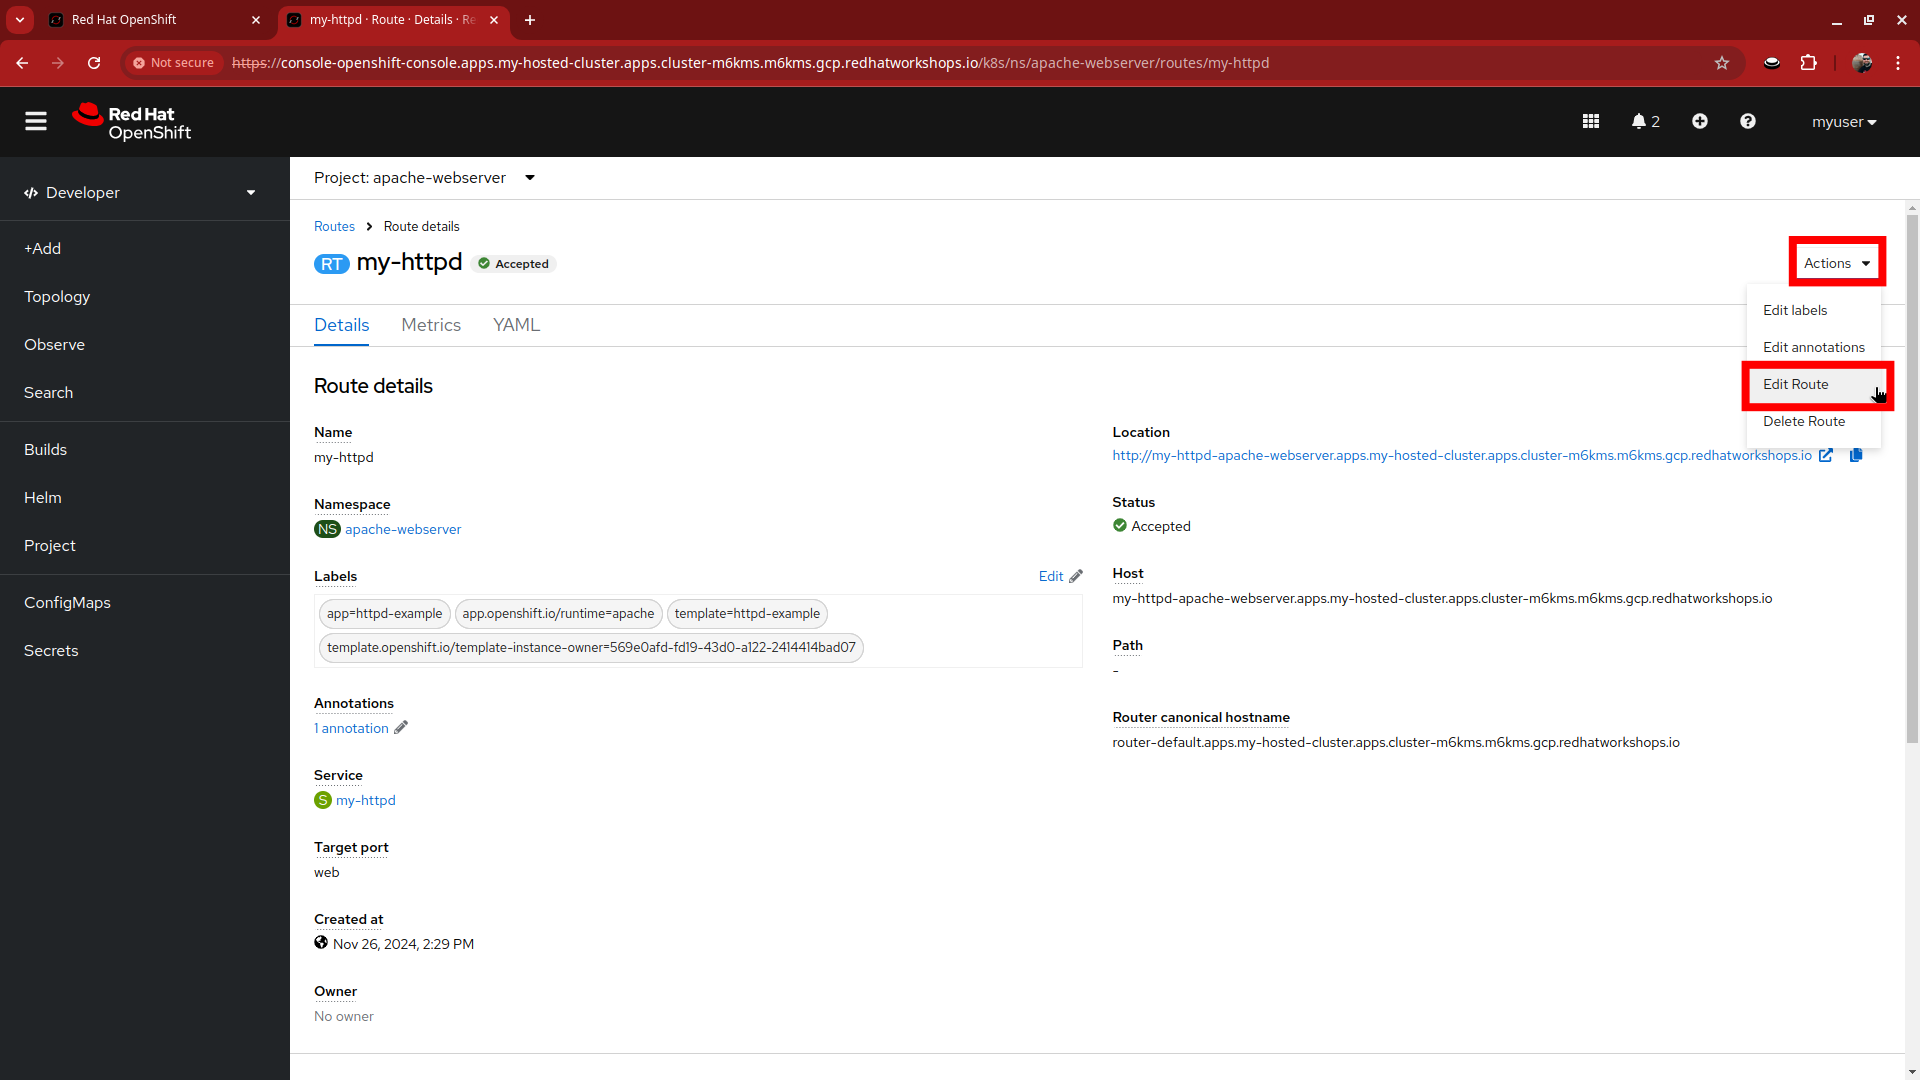 Red Hat OpenShift
my-httpd · Route · Details · Re
Not secure
https://console-openshift-console.apps.my-hosted-cluster.apps.cluster-m6kms.m6kms.gcp.redhatworkshops.io/k8s/ns/apache-webserver/routes/my-httpd
Red Hat
OpenShift
2
myuser
Developer
+Add
Topology
Observe
Search
Builds
Helm
Project
ConfigMaps
Secrets
Project: apache-webserver
Routes
Route details
RT my-httpd
Accepted
Actions
Edit labels
Edit annotations
Edit Route
Delete Route
Details
Metrics
YAML
Route details
Name
my-httpd
Namespace
NS apache-webserver
Labels
Edit
app=httpd-example
app.openshift.io/runtime=apache
template=httpd-example
template.openshift.io/template-instance-owner=569e0afd-fd19-43d0-a122-2414414bad07
Annotations
1 annotation
Service
S my-httpd
Target port
web
Created at
Nov 26, 2024, 2:29 PM
Owner
No owner
Location
http://my-httpd-apache-webserver.apps.my-hosted-cluster.apps.cluster-m6kms.m6kms.gcp.redhatworkshops.io
Status
Accepted
Host
my-httpd-apache-webserver.apps.my-hosted-cluster.apps.cluster-m6kms.m6kms.gcp.redhatworkshops.io
Path
-
Router canonical hostname
router-default.apps.my-hosted-cluster.apps.cluster-m6kms.m6kms.gcp.redhatworkshops.io